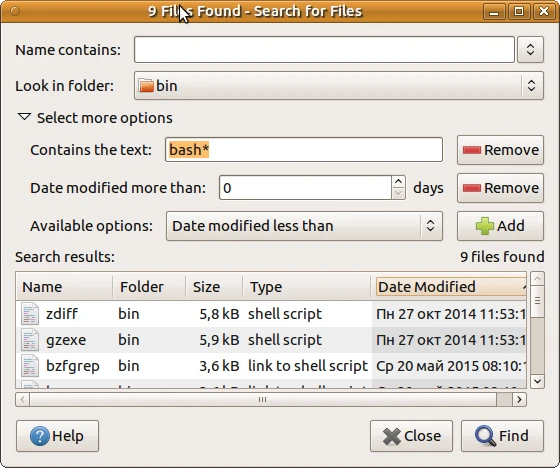 9 Files Found - Search for Files
Name contains:
Look in folder: bin
Select more options
Contains the text: bash* Remove
Date modified more than: 0 days Remove
Available options: Date modified less than Add
Search results: 9 files found
Name Folder Size Type Date Modified
zdiff bin 5,8 kB shell script Пн 27 окт 2014 11:53:1
gzexe bin 5,9 kB shell script Пн 27 окт 2014 11:53:1
bzfgrep bin 3,6 kB link to shell script Ср 20 май 2015 08:10:1
Help Close Find